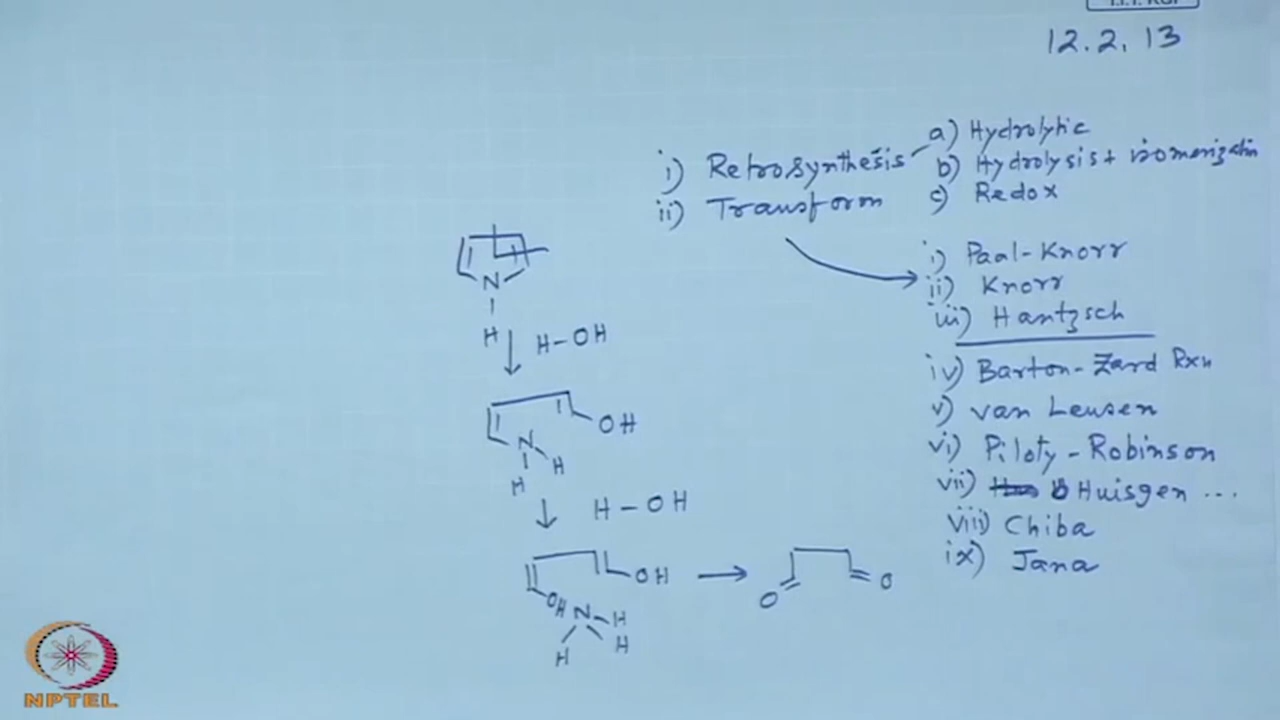 12.2.13
i) Retrosynthesis
ii) Transform
a) Hydrolytic
b) Hydrolysis + isomerizatin
c) Redox
i) Paal-Knorr
ii) Knorr
iii) Hantzsch
iv) Barton-Zard Rxn
v) van Leusen
vi) Piloty-Robinson
vii) Huisgen ...
viii) Chiba
ix) Jana
N
H
H-OH
OH
N
H
H
H-OH
OH
OH
N
H
H
H
O
O
NPTEL